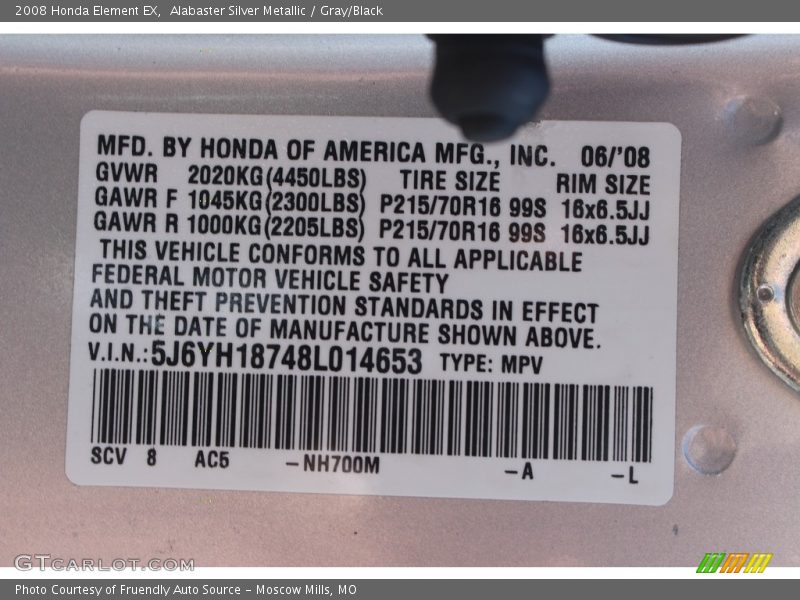 2008 Honda Element EX,  Alabaster Silver Metallic / Gray/Black
MFD. BY HONDA OF AMERICA MFG., INC. 06/'08
GVWR 2020KG(4450LBS) TIRE SIZE RIM SIZE
GAWR F 1045KG(2300LBS) P215/70R16 99S 16x6.5JJ
GAWR R 1000KG(2205LBS) P215/70R16 99S 16x6.5JJ
THIS VEHICLE CONFORMS TO ALL APPLICABLE
FEDERAL MOTOR VEHICLE SAFETY
AND THEFT PREVENTION STANDARDS IN EFFECT
ON THE DATE OF MANUFACTURE SHOWN ABOVE.
V.I.N.:5J6YH18748L014653 TYPE: MPV
SCV 8 AC5 –NH700M –A –L
GTCARLOT.COM
Photo Courtesy of Fruendly Auto Source – Moscow Mills, MO